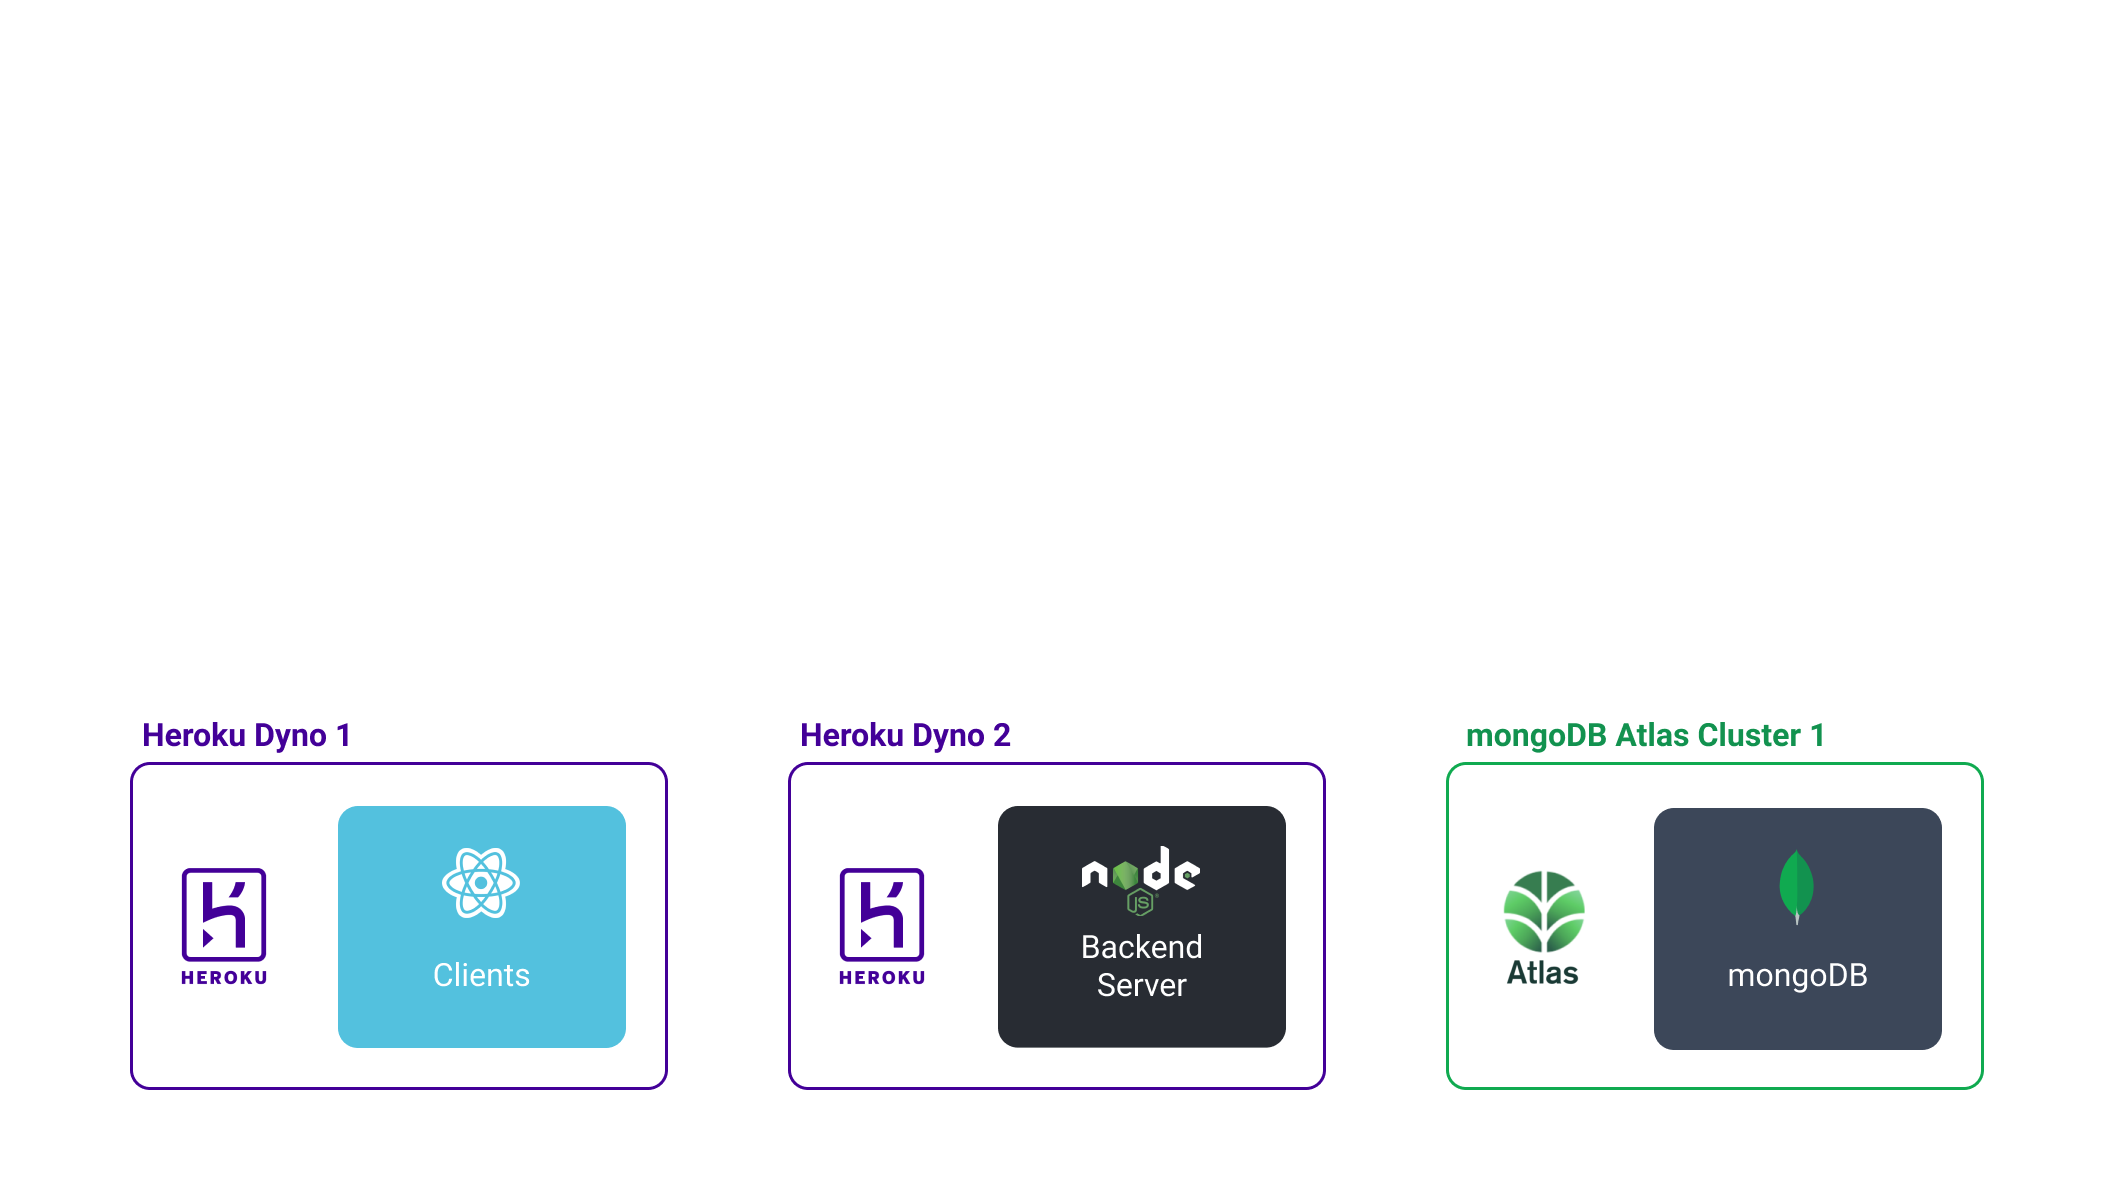 Heroku Dyno 1
Heroku Dyno 2
mongoDB Atlas Cluster 1
HEROKU
Clients
HEROKU
node
JS
Backend
Server
Atlas
mongoDB